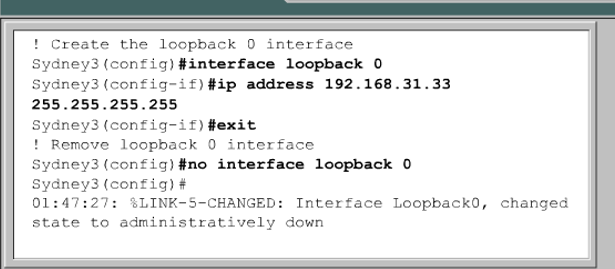 ! Create the loopback 0 interface
Sydney3(config)#interface loopback 0
Sydney3(config-if)#ip address 192.168.31.33
255.255.255.255
Sydney3(config-if)#exit
! Remove loopback 0 interface
Sydney3(config)#no interface loopback 0
Sydney3(config)#
01:47:27: %LINK-5-CHANGED: Interface Loopback0, changed
state to administratively down